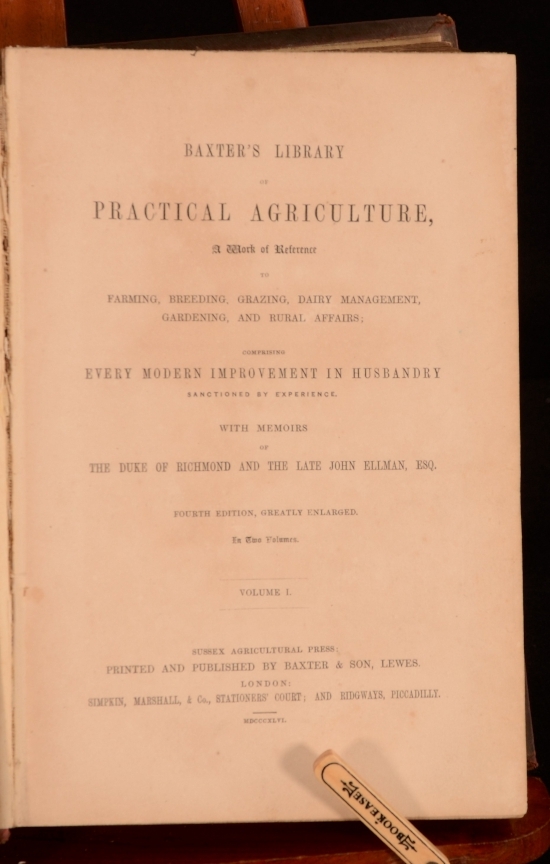 BAXTER'S LIBRARY
OF
PRACTICAL AGRICULTURE,
A Work of Reference
TO
FARMING, BREEDING, GRAZING, DAIRY MANAGEMENT,
GARDENING, AND RURAL AFFAIRS;
COMPRISING
EVERY MODERN IMPROVEMENT IN HUSBANDRY
SANCTIONED BY EXPERIENCE.
WITH MEMOIRS
OF
THE DUKE OF RICHMOND AND THE LATE JOHN ELLMAN, ESQ.
FOURTH EDITION, GREATLY ENLARGED.
In Two Volumes.
VOLUME I.
SUSSEX AGRICULTURAL PRESS:
PRINTED AND PUBLISHED BY BAXTER & SON, LEWES.
LONDON:
SIMPKIN, MARSHALL, & Co., STATIONERS' COURT; AND RIDGWAYS, PICCADILLY.
MDCCCXLVI.
BOOK EASEL